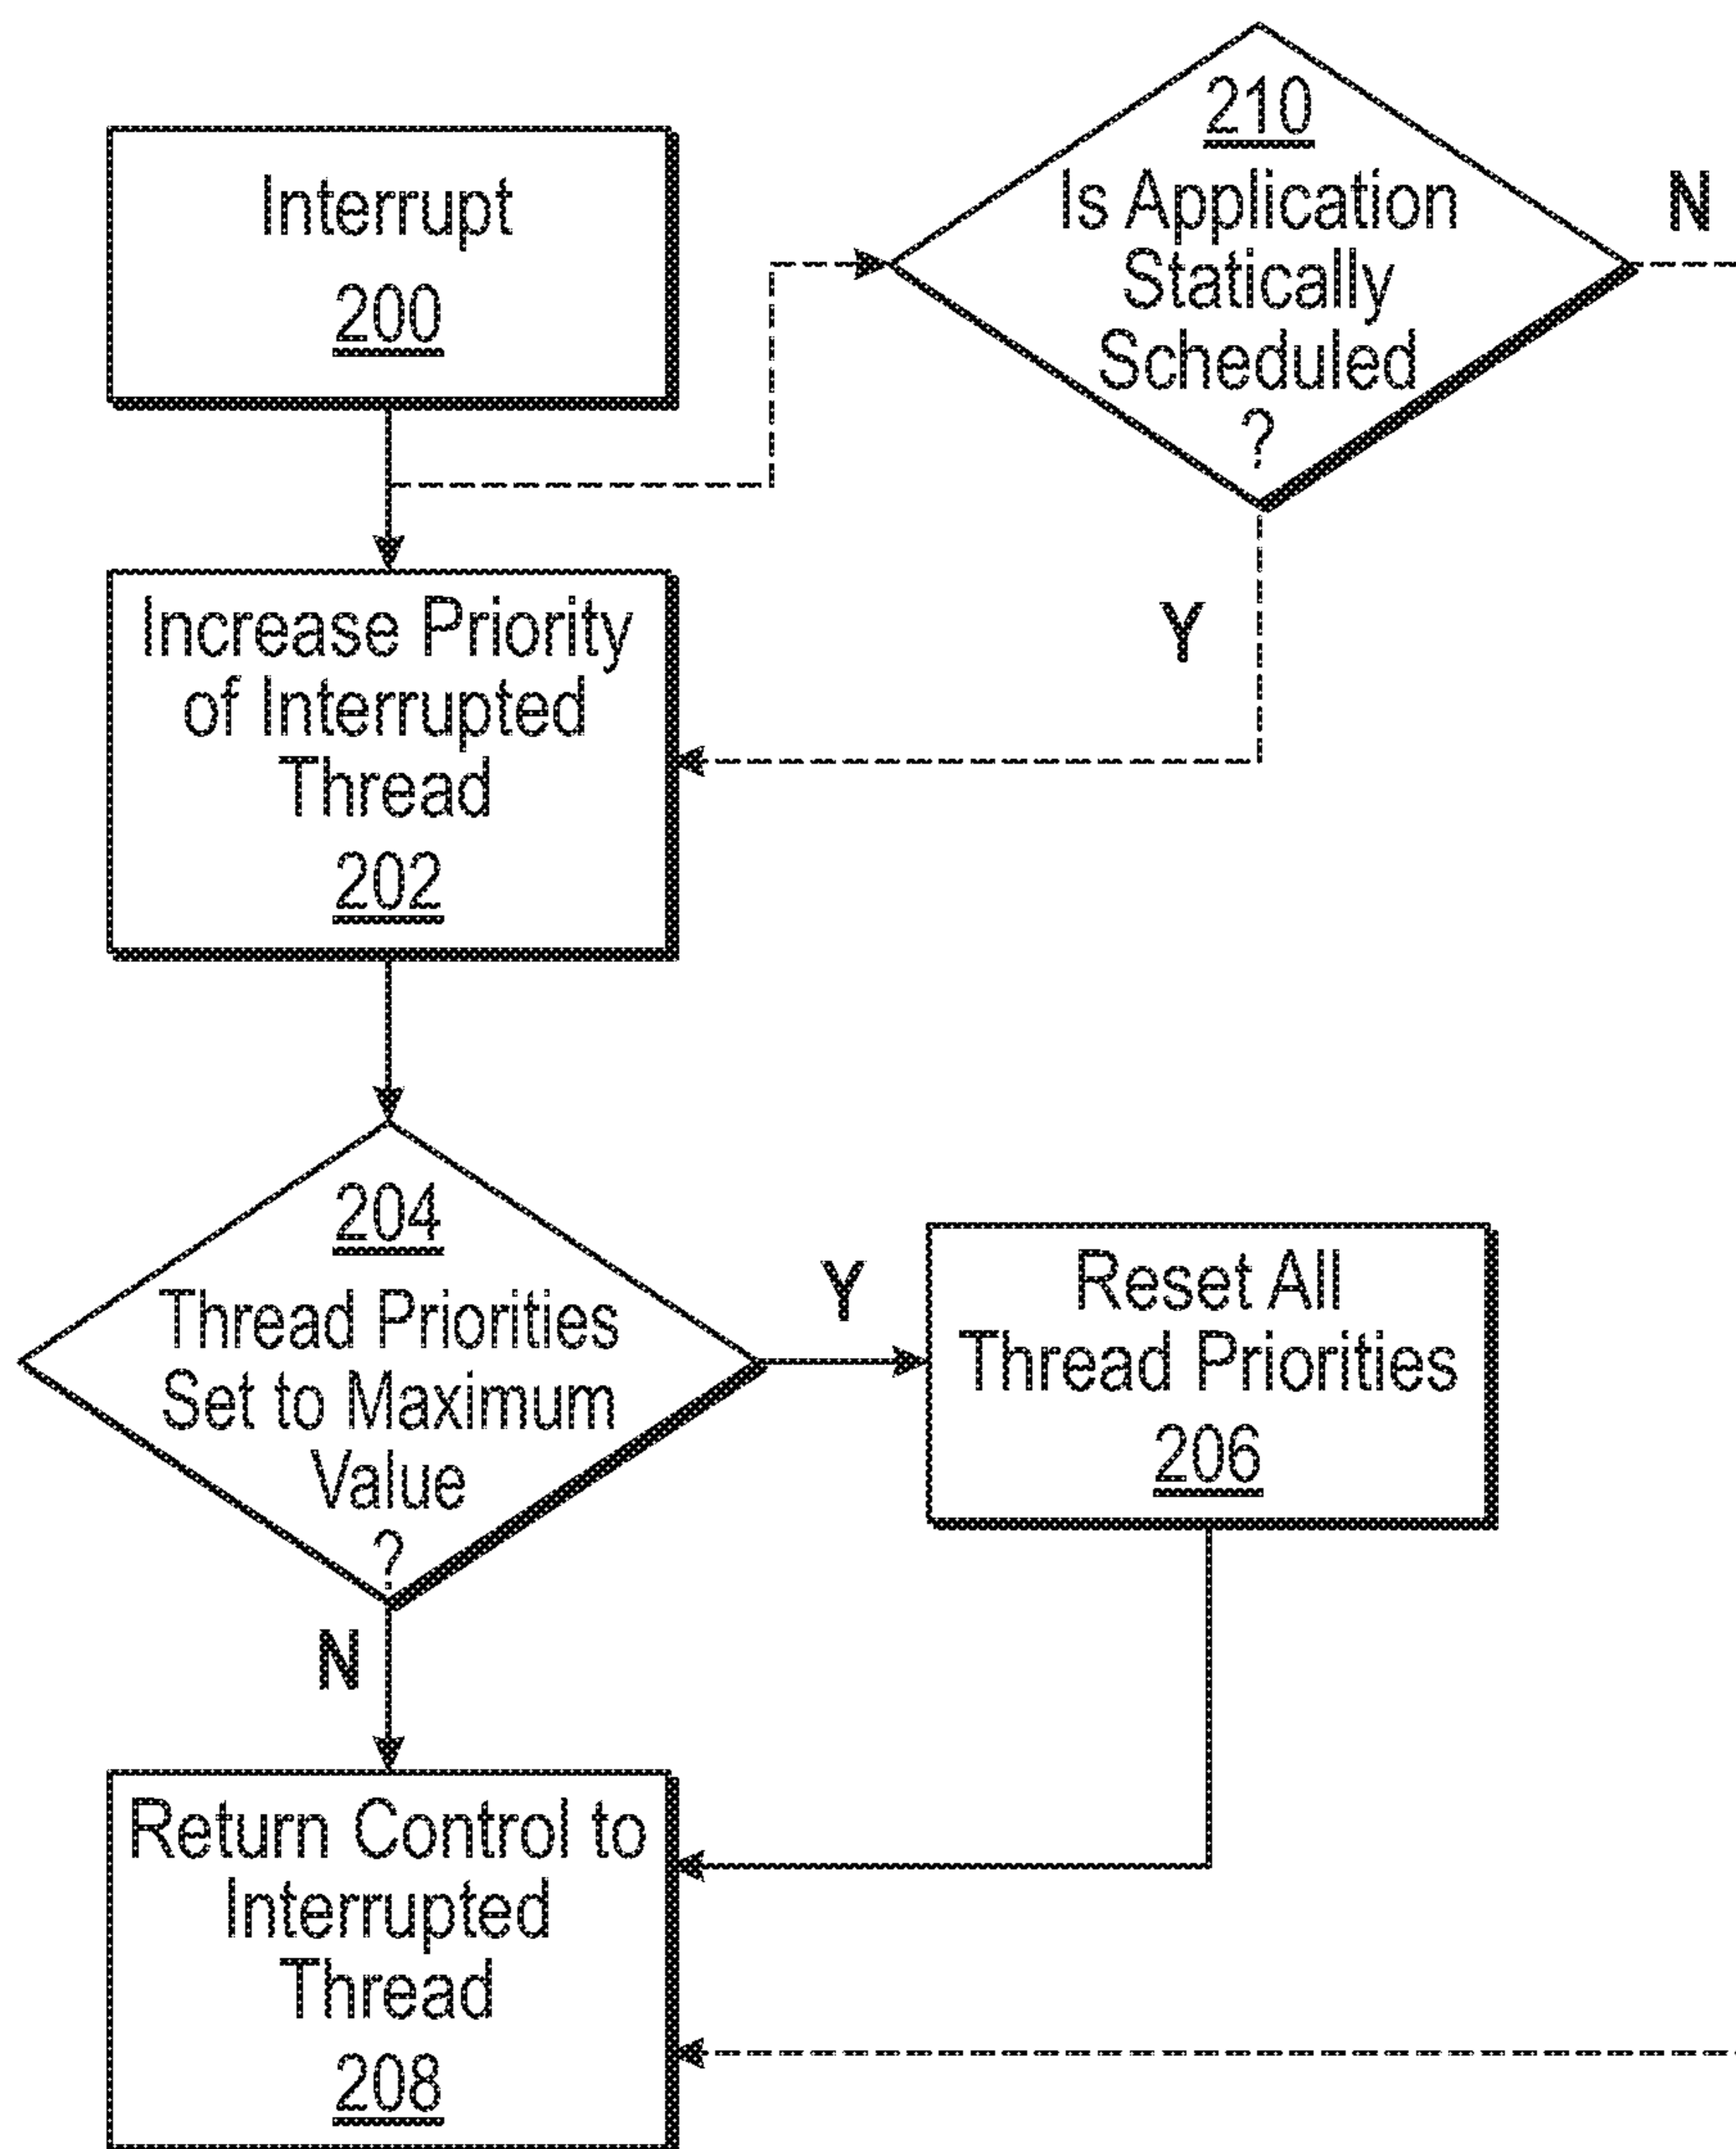 Interrupt
200
210
Is Application
Statically
Scheduled
?
N
Y
Increase Priority
of Interrupted
Thread
202
204
Thread Priorities
Set to Maximum
Value
?
Y
N
Reset All
Thread Priorities
206
Return Control to
Interrupted
Thread
208